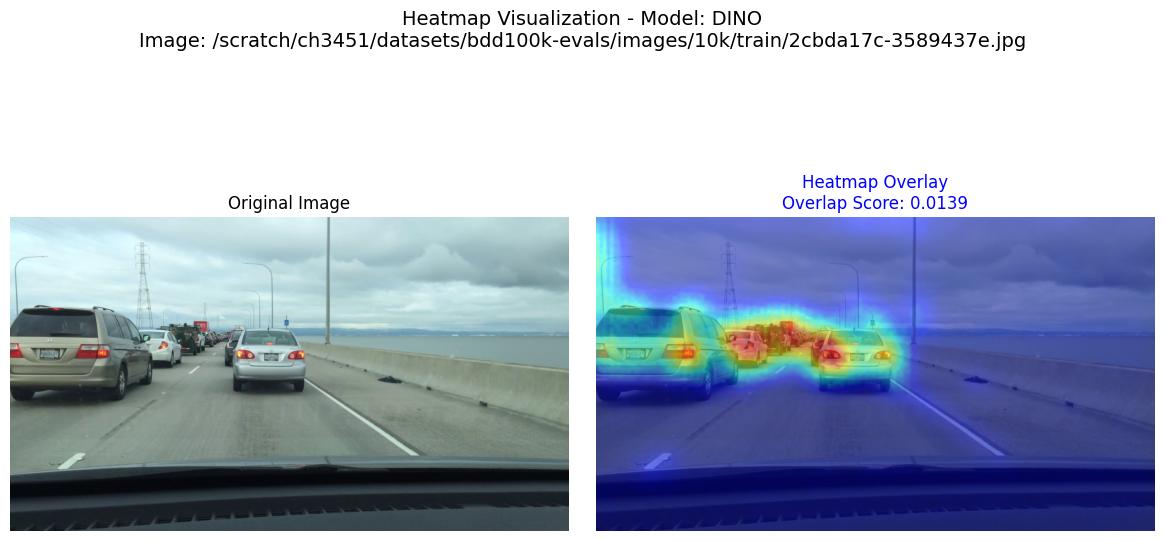 Heatmap Visualization - Model: DINO
Image: /scratch/ch3451/datasets/bdd100k-evals/images/10k/train/2cbda17c-3589437e.jpg
Original Image
Heatmap Overlay
Overlap Score: 0.0139